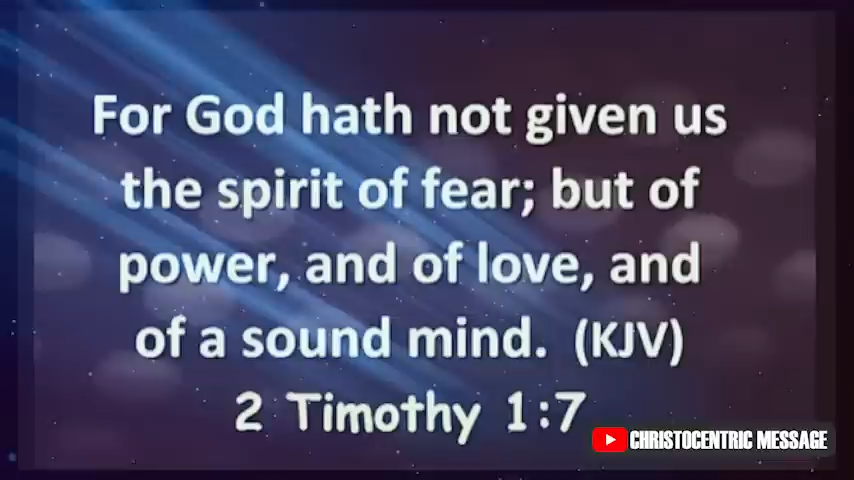 For God hath not given us
the spirit of fear; but of
power, and of love, and
of a sound mind. (KJV)
2 Timothy 1:7
CHRISTOCENTRIC MESSAGE